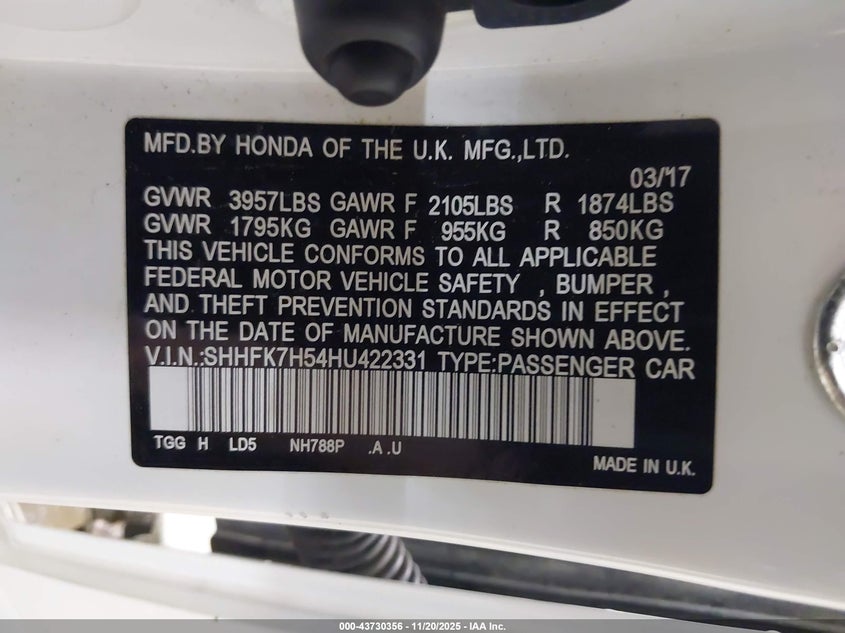 MFD.BY HONDA OF THE U.K. MFG.,LTD.
03/17
GVWR 3957LBS GAWR F 2105LBS R 1874LBS
GVWR 1795KG GAWR F 955KG R 850KG
THIS VEHICLE CONFORMS TO ALL APPLICABLE
FEDERAL MOTOR VEHICLE SAFETY , BUMPER ,
AND THEFT PREVENTION STANDARDS IN EFFECT
ON THE DATE OF MANUFACTURE SHOWN ABOVE.
V.I.N.:SHHFK7H54HU422331 TYPE:PASSENGER CAR
TGG H LD5 NH788P .A .U
MADE IN U.K.
000-43730356 - 11/20/2025 - IAA Inc.